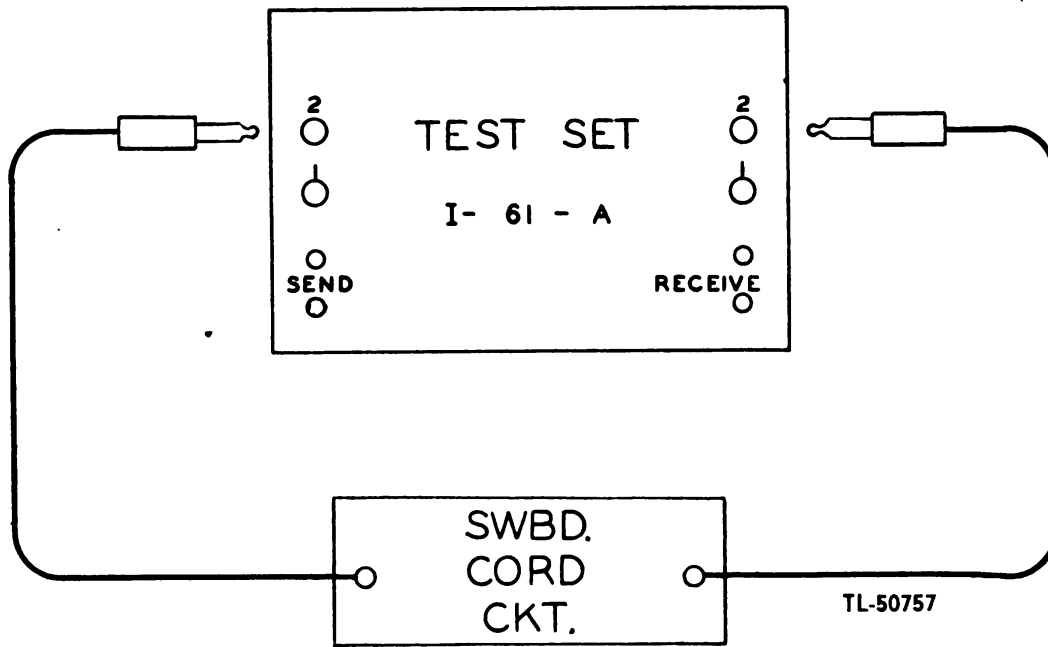 2 2
TEST SET
1 1
I- 61 - A
SEND RECEIVE
SWBD.
CORD
CKT.
TL-50757